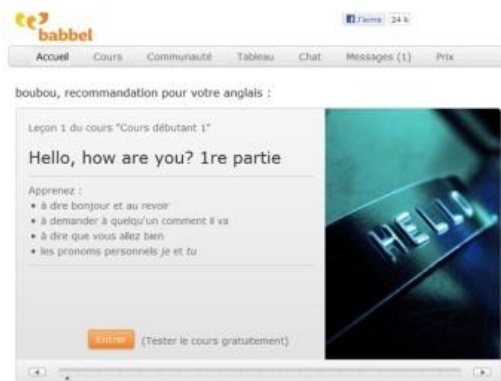 babbel
J'aime 24 k
Accueil Cours Communauté Tableau Chat Messages (1) Prix
boubou, recommandation pour votre anglais :
Leçon 1 du cours "Cours débutant 1"
Hello, how are you? 1re partie
Apprenez :
• à dire bonjour et au revoir
• à demander à quelqu'un comment il va
• à dire que vous allez bien
• les pronoms personnels je et tu
HELLO
Entrer (Tester le cours gratuitement)